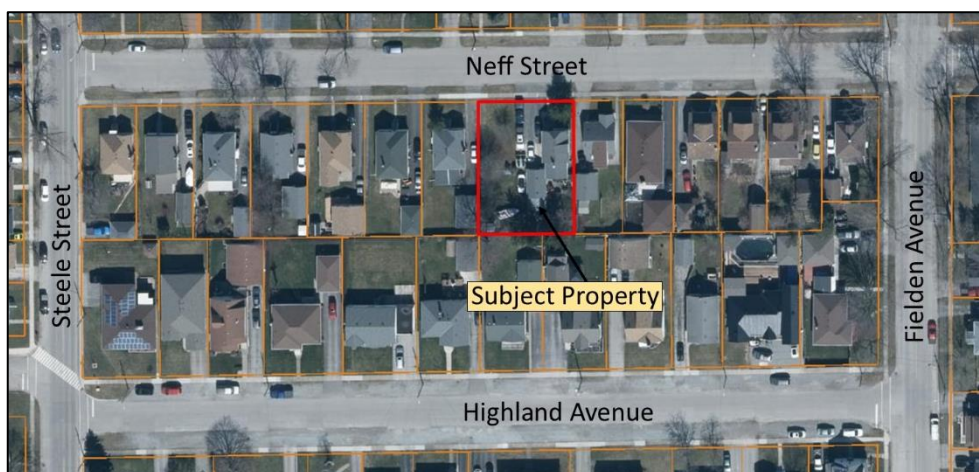 Neff Street
Steele Street
Fielden Avenue
Subject Property
Highland Avenue